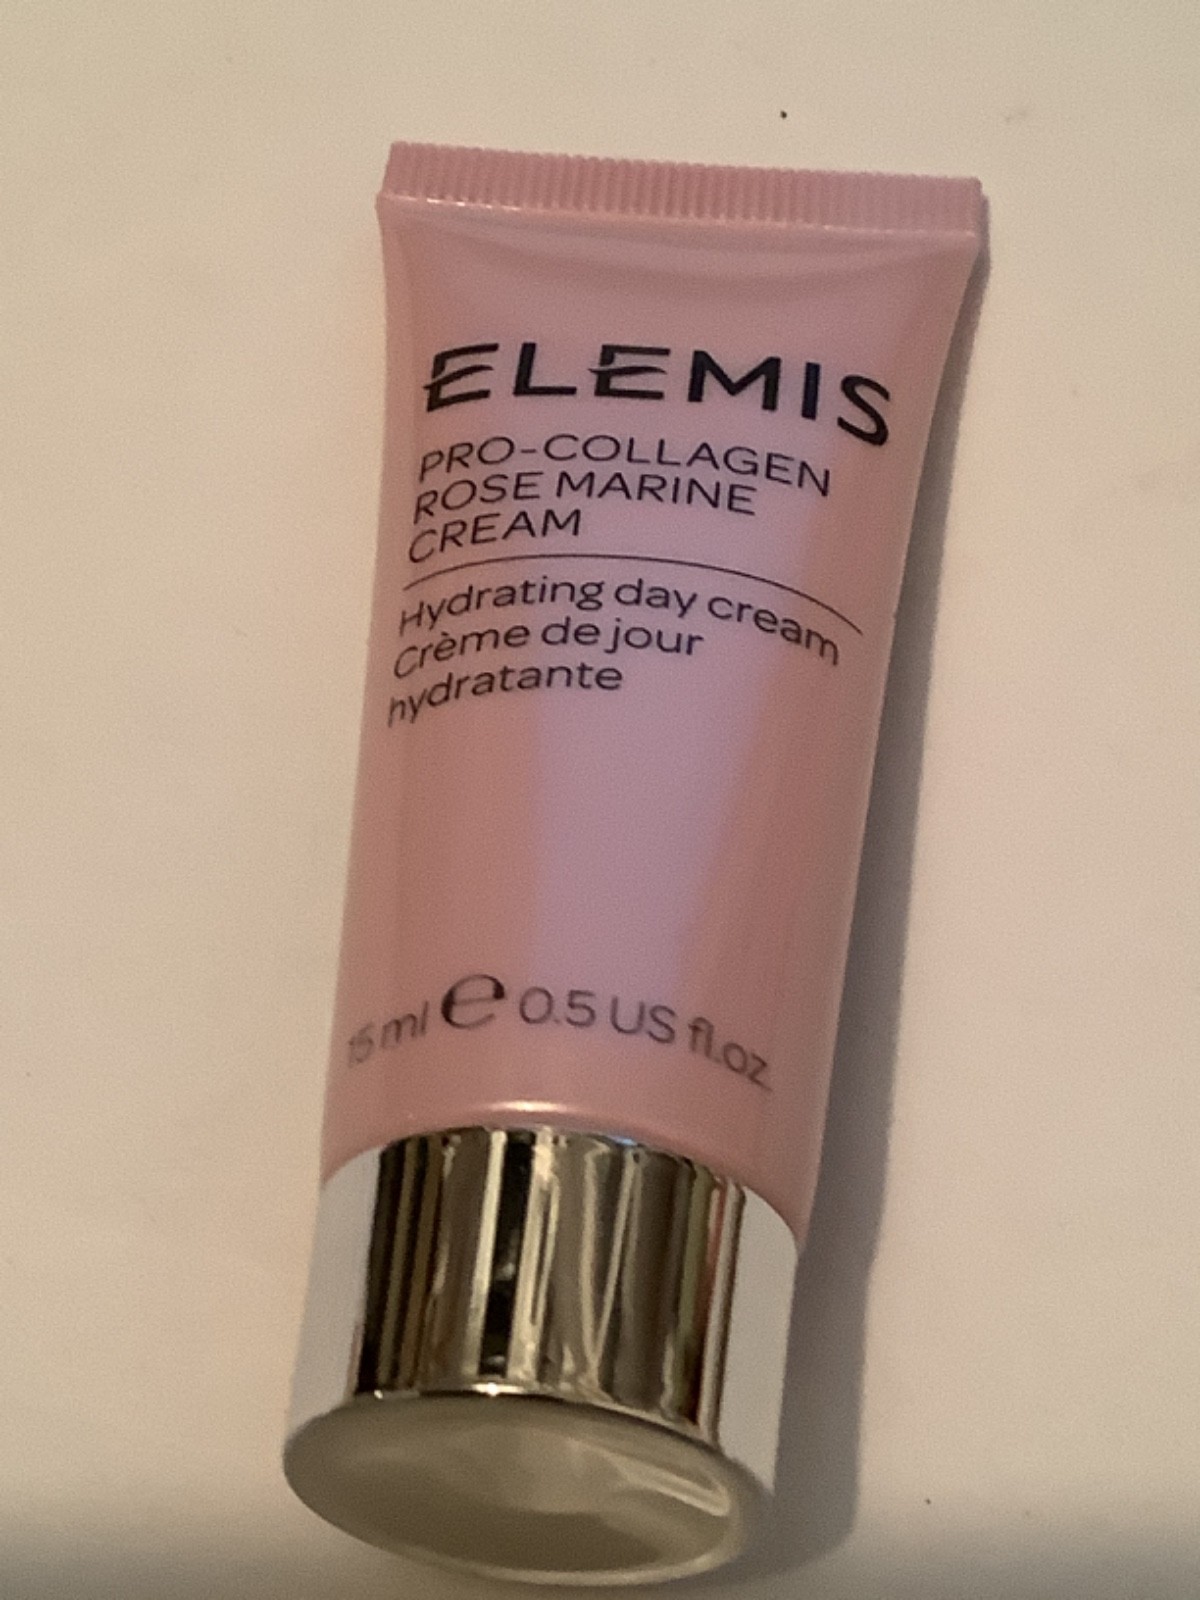 ELEMIS
PRO-COLLAGEN
ROSE MARINE
CREAM
Hydrating day cream
Crème de jour
hydratante
15 ml e 0.5 US fl.oz.